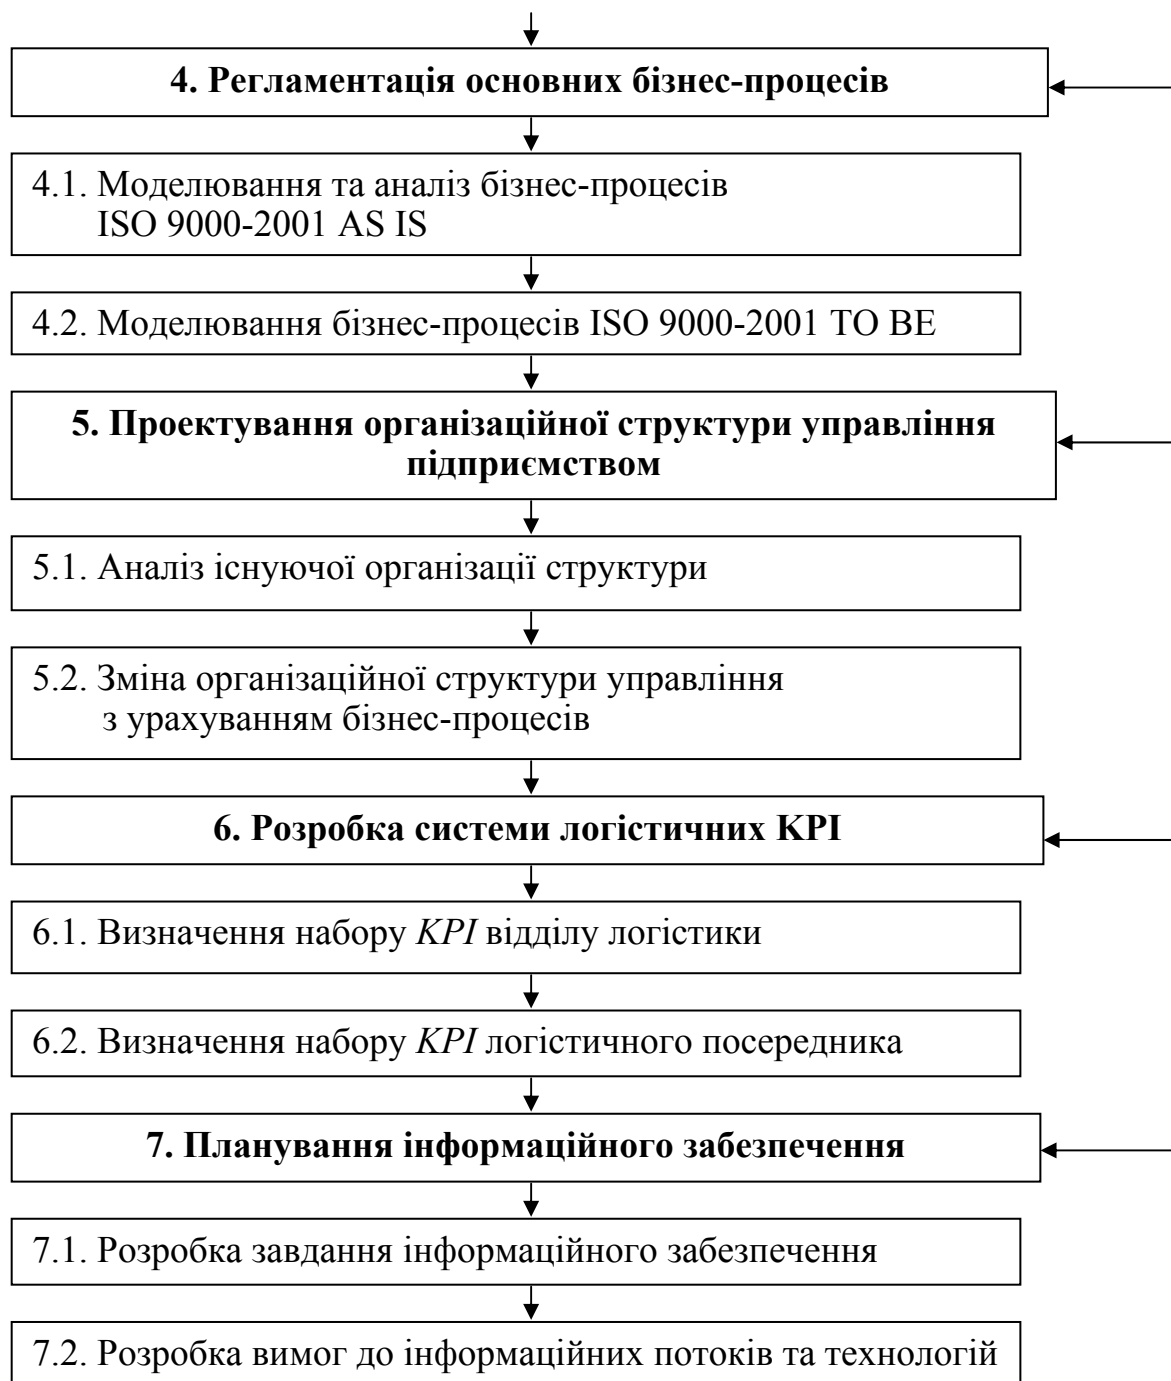 4. Регламентація основних бізнес-процесів
4.1. Моделювання та аналіз бізнес-процесів
ISO 9000-2001 AS IS
4.2. Моделювання бізнес-процесів ISO 9000-2001 TO BE
5. Проектування організаційної структури управління
підприємством
5.1. Аналіз існуючої організації структури
5.2. Зміна організаційної структури управління
з урахуванням бізнес-процесів
6. Розробка системи логістичних KPI
6.1. Визначення набору KPI відділу логістики
6.2. Визначення набору KPI логістичного посередника
7. Планування інформаційного забезпечення
7.1. Розробка завдання інформаційного забезпечення
7.2. Розробка вимог до інформаційних потоків та технологій